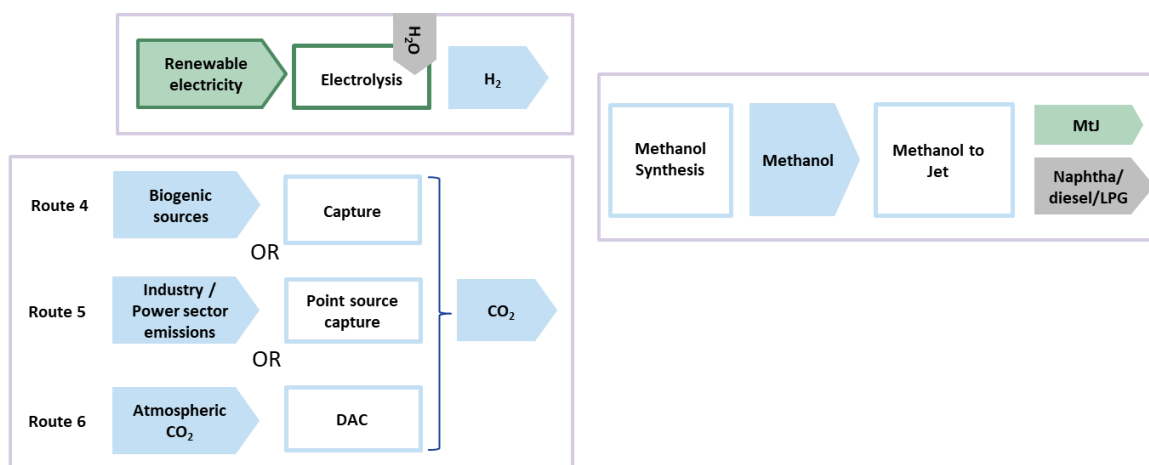 Renewable
electricity
Electrolysis
H₂O
H₂
Route 4
Biogenic
sources
Capture
OR
Route 5
Industry /
Power sector
emissions
Point source
capture
CO₂
OR
Route 6
Atmospheric
CO₂
DAC
Methanol
Synthesis
Methanol
Methanol to
Jet
MtJ
Naphtha/
diesel/LPG